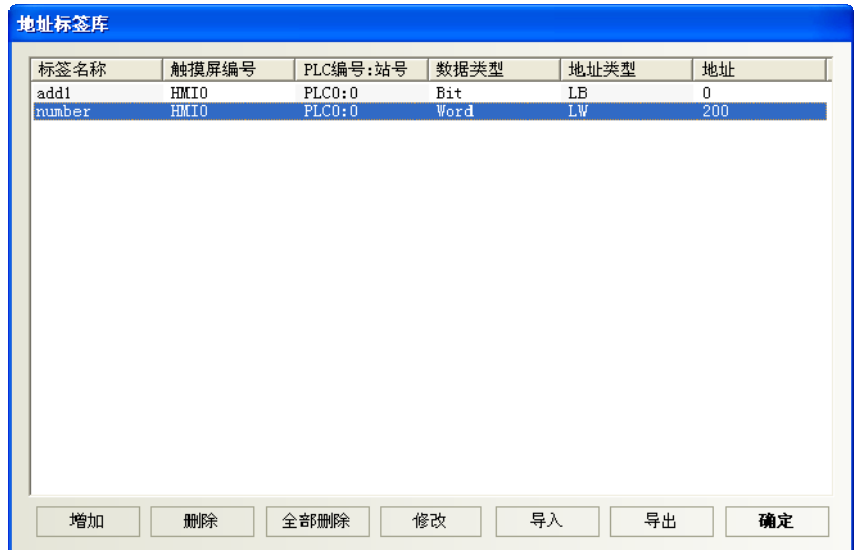 地址标签库
标签名称 触摸屏编号 PLC编号:站号 数据类型 地址类型 地址
add1 HMI0 PLC0:0 Bit LB 0
number HMI0 PLC0:0 Word LW 200
增加 删除 全部删除 修改 导入 导出 确定